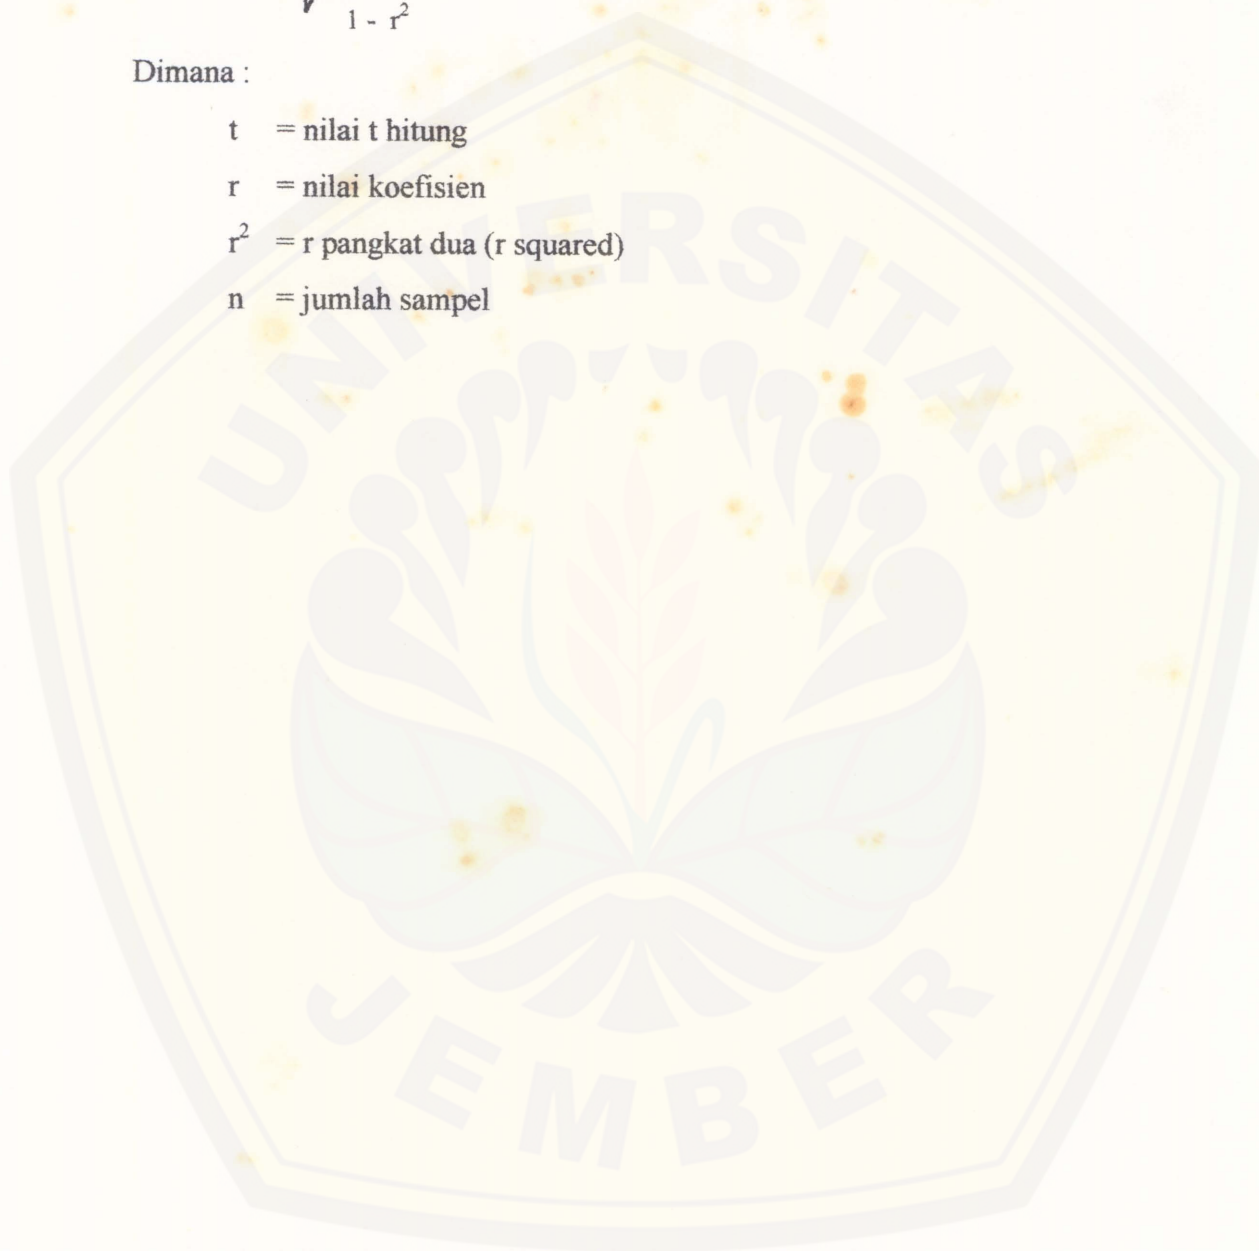 1 - r²
Dimana :
t = nilai t hitung
r = nilai koefisien
r² = r pangkat dua (r squared)
n = jumlah sampel
UNIVERSITAS
JEMBER